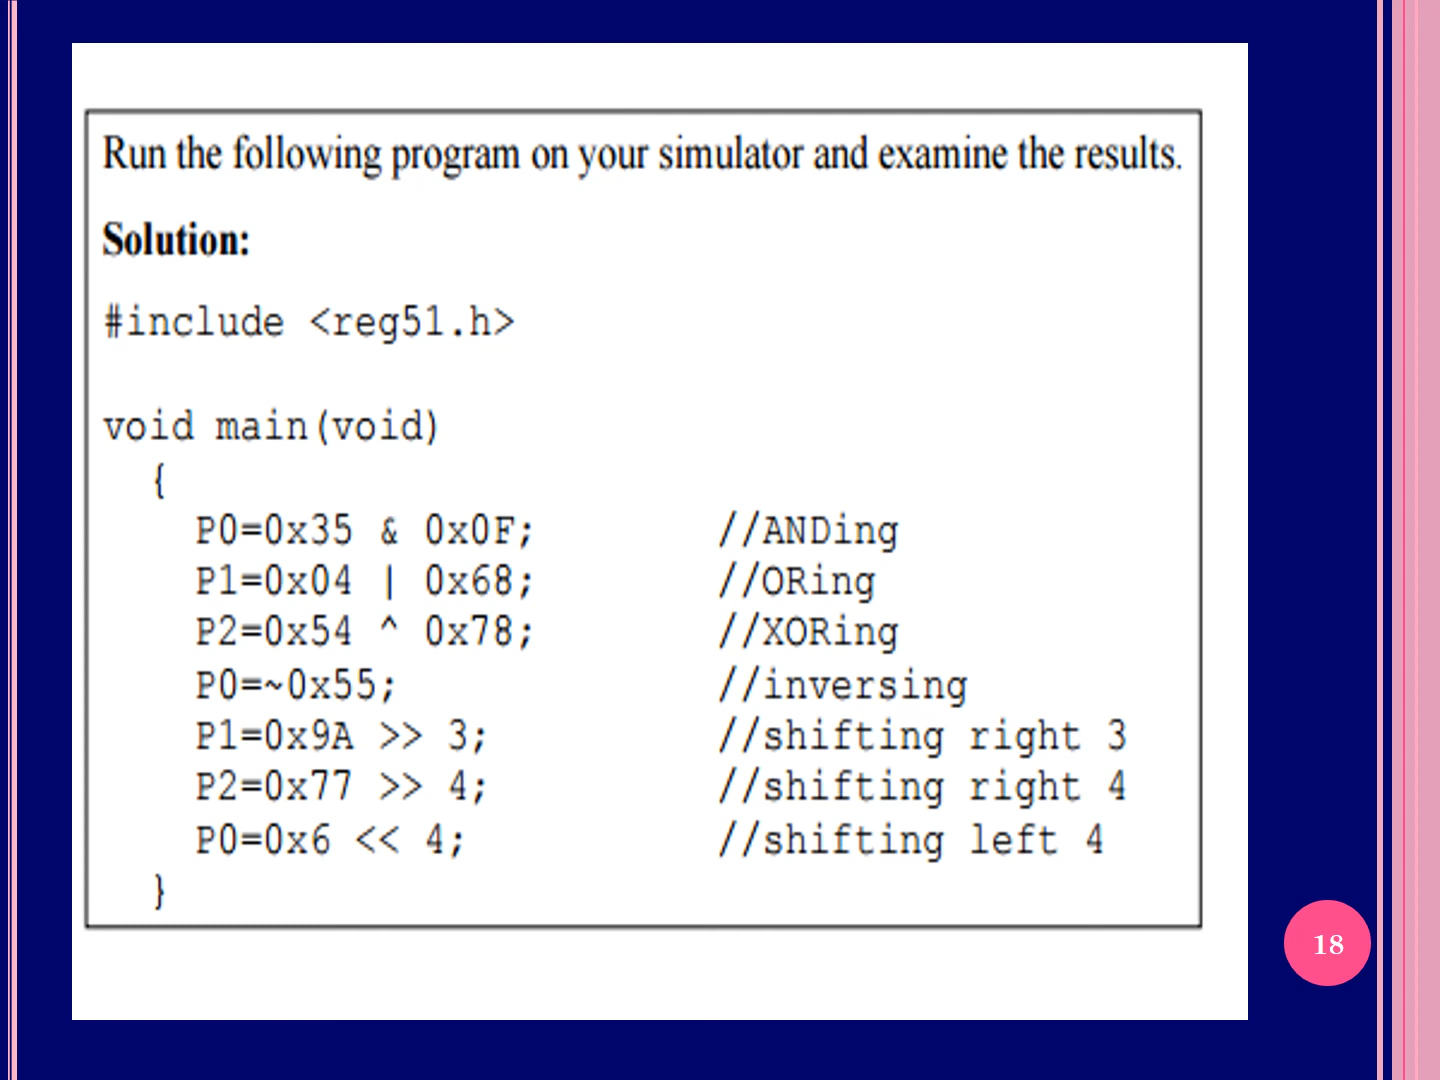 Run the following program on your simulator and examine the results.
Solution:
#include <reg51.h>
void main(void)
{
P0=0x35 & 0x0F; //ANDing
P1=0x04 | 0x68; //ORing
P2=0x54 ^ 0x78; //XORing
P0=~0x55; //inversing
P1=0x9A >> 3; //shifting right 3
P2=0x77 >> 4; //shifting right 4
P0=0x6 << 4; //shifting left 4
}
18